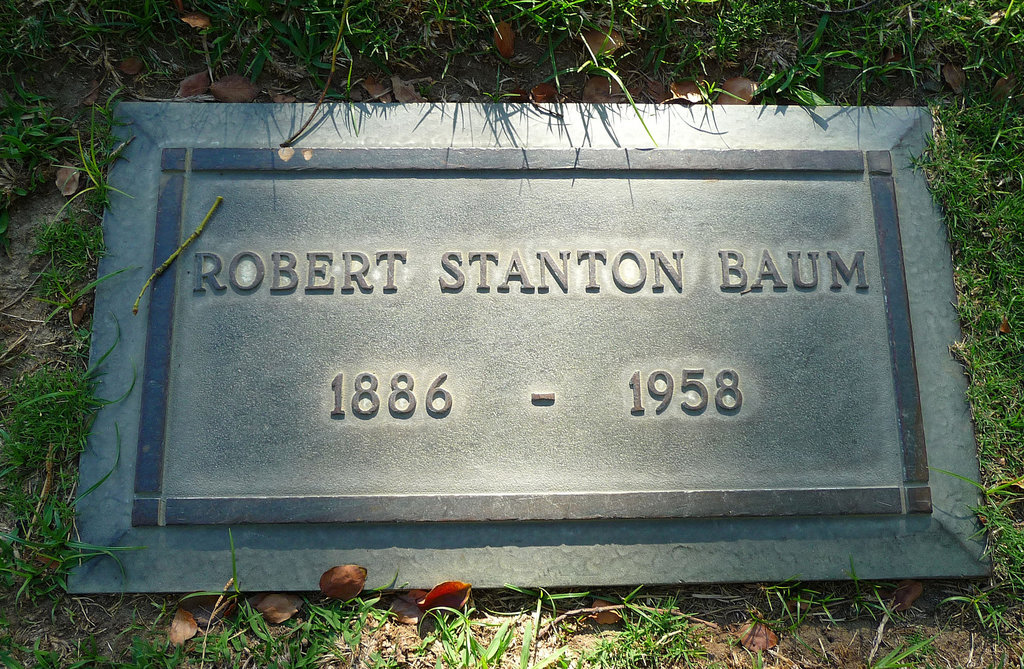 ROBERT STANTON BAUM
1886 - 1958